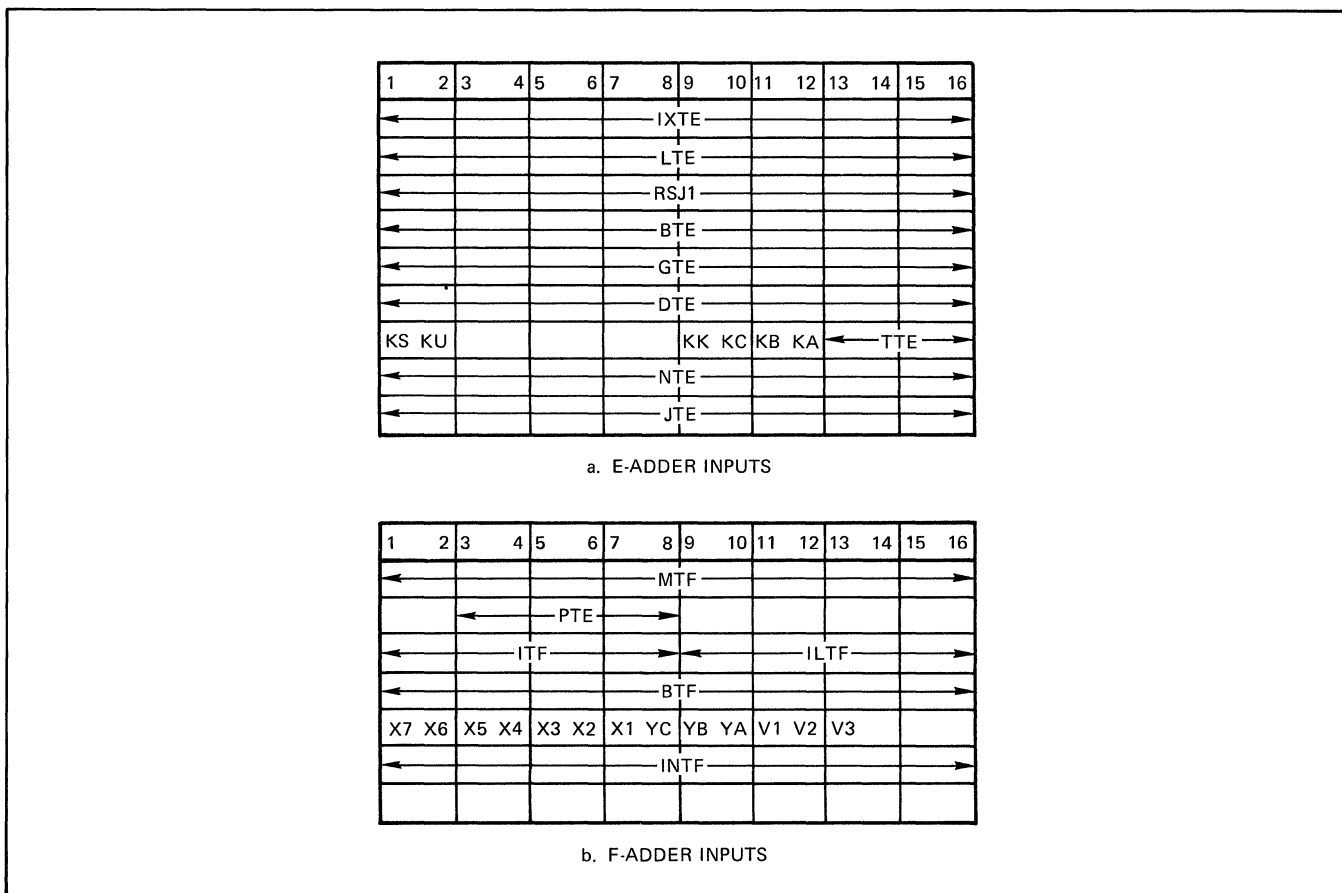 1 2 3 4 5 6 7 8 9 10 11 12 13 14 15 16
IXTE
LTE
RSJ1
BTE
GTE
DTE
KS KU KK KC KB KA TTE
NTE
JTE
a. E-ADDER INPUTS
1 2 3 4 5 6 7 8 9 10 11 12 13 14 15 16
MTF
PTE
ITF ILTF
BTF
X7 X6 X5 X4 X3 X2 X1 YC YB YA V1 V2 V3
INTF
b. F-ADDER INPUTS